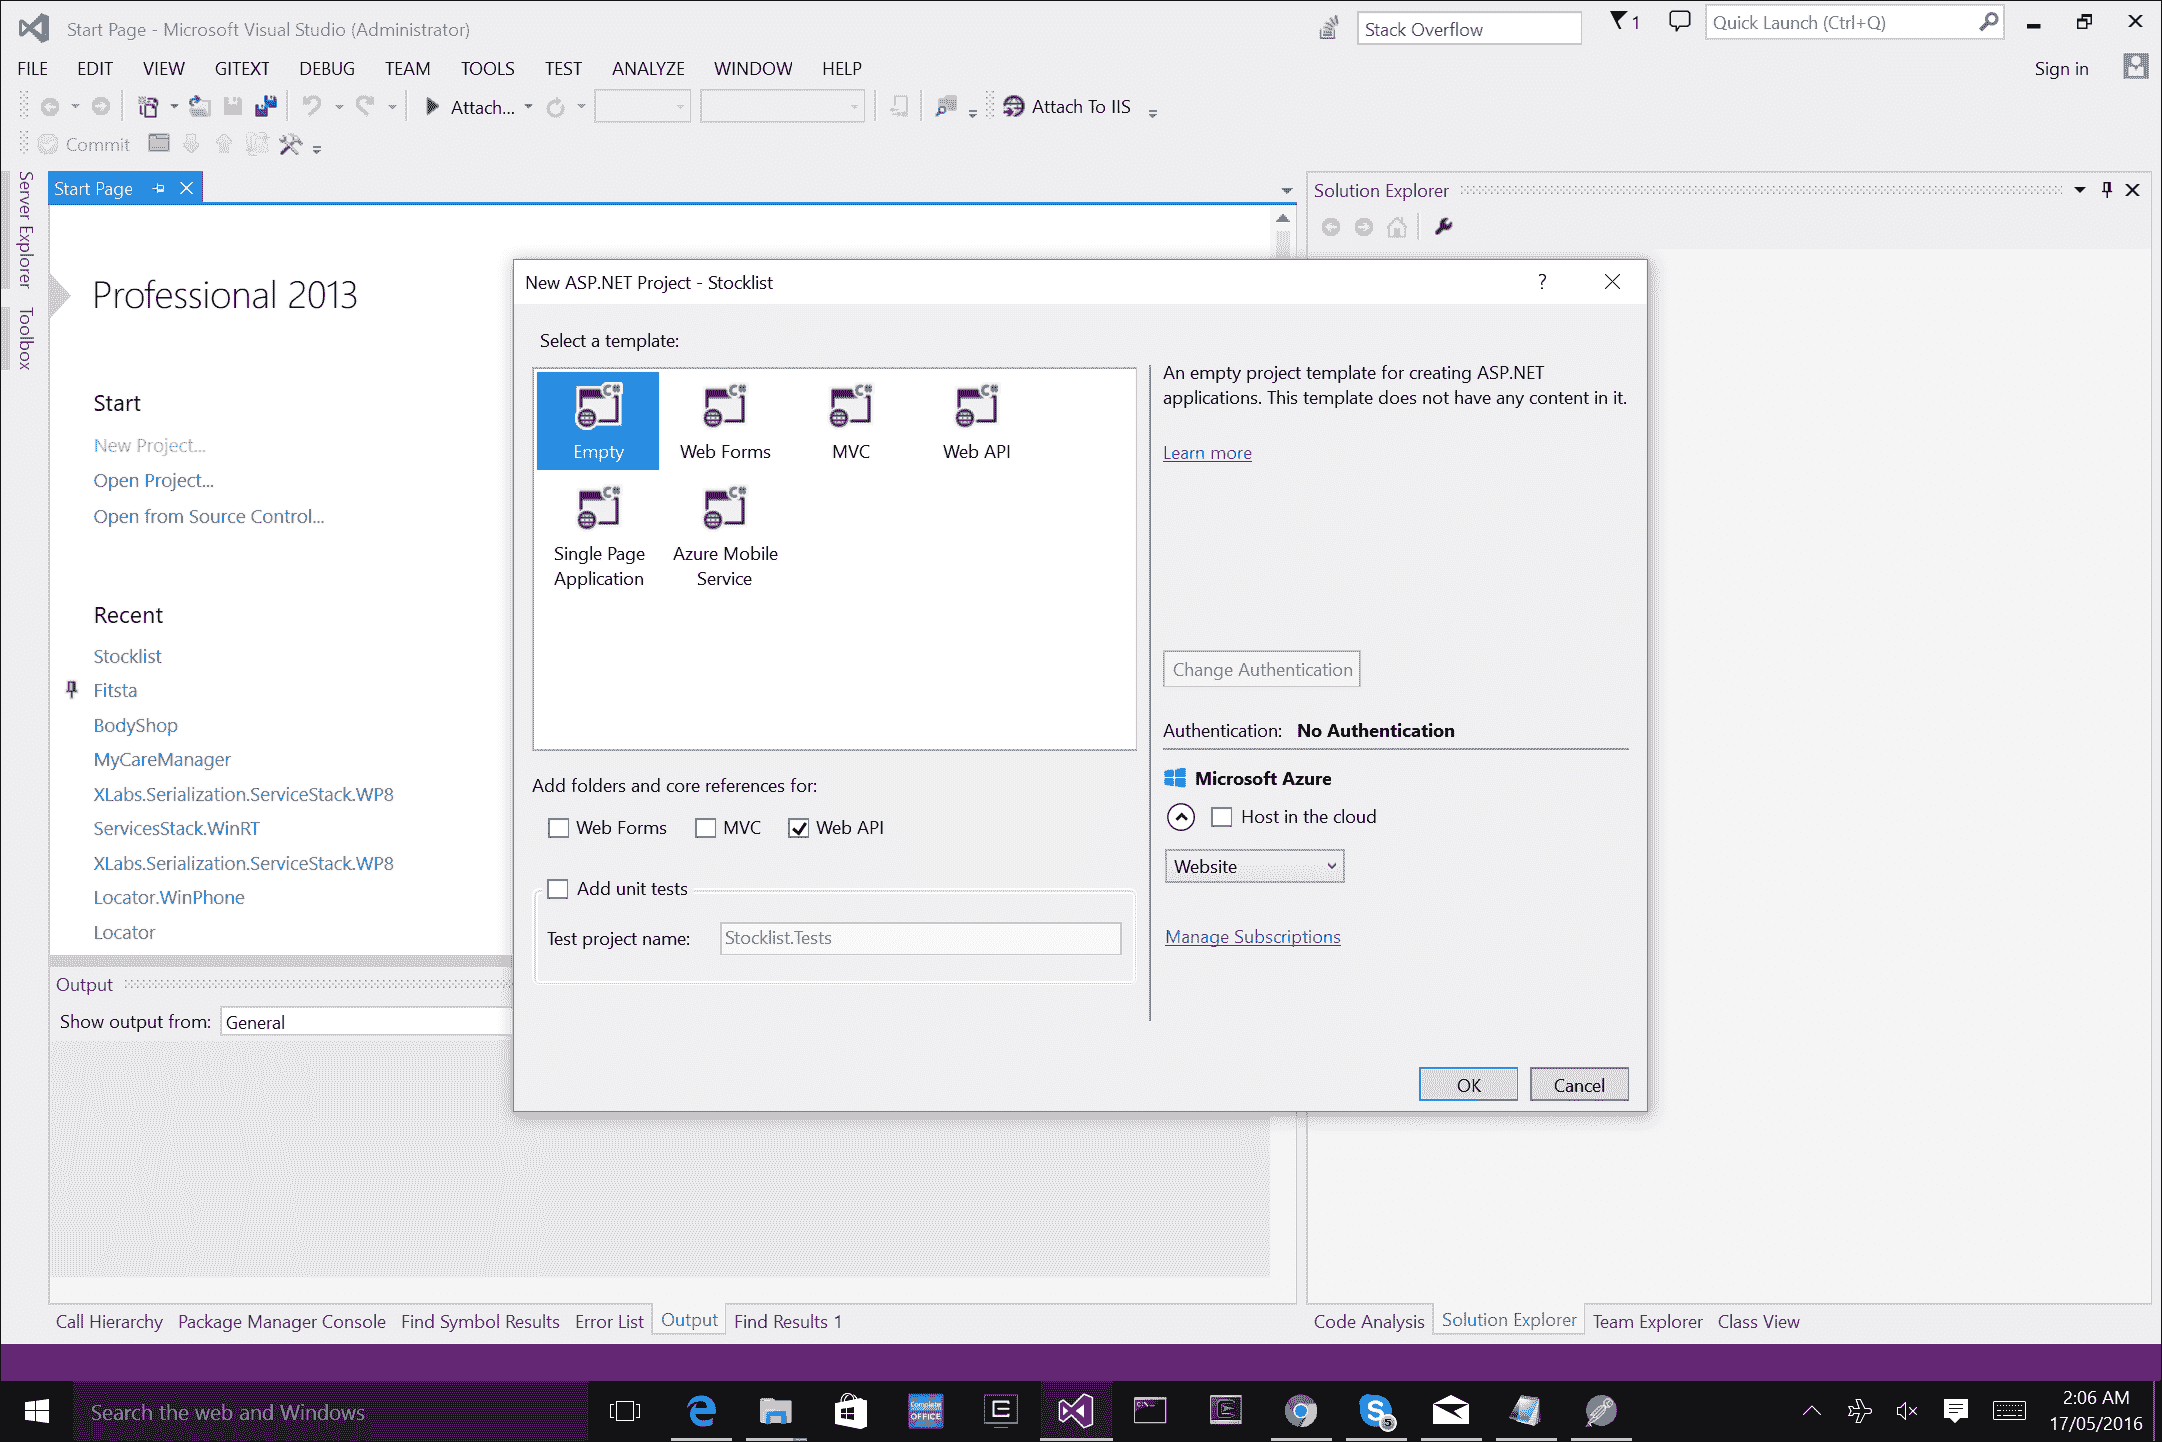 Start Page - Microsoft Visual Studio (Administrator)
Stack Overflow
1
Quick Launch (Ctrl+Q)
FILE EDIT VIEW GITEXT DEBUG TEAM TOOLS TEST ANALYZE WINDOW HELP
Sign in
Attach...
Attach To IIS
Commit
Server Explorer
Toolbox
Start Page
Professional 2013
Start
New Project...
Open Project...
Open from Source Control...
Recent
Stocklist
Fitsta
BodyShop
MyCareManager
XLabs.Serialization.ServiceStack.WP8
ServicesStack.WinRT
XLabs.Serialization.ServiceStack.WP8
Locator.WinPhone
Locator
Output
Show output from: General
Solution Explorer
New ASP.NET Project - Stocklist
?
Select a template:
C# C# C# C#
Empty Web Forms MVC Web API
C# C#
Single Page Application
Azure Mobile Service
An empty project template for creating ASP.NET
applications. This template does not have any content in it.
Learn more
Change Authentication
Authentication: No Authentication
Microsoft Azure
Host in the cloud
Website
Manage Subscriptions
Add folders and core references for:
Web Forms MVC Web API
Add unit tests
Test project name: Stocklist.Tests
OK Cancel
Call Hierarchy Package Manager Console Find Symbol Results Error List Output Find Results 1
Code Analysis Solution Explorer Team Explorer Class View
Search the web and Windows
Complete
OFFICE
5
2:06 AM
17/05/2016